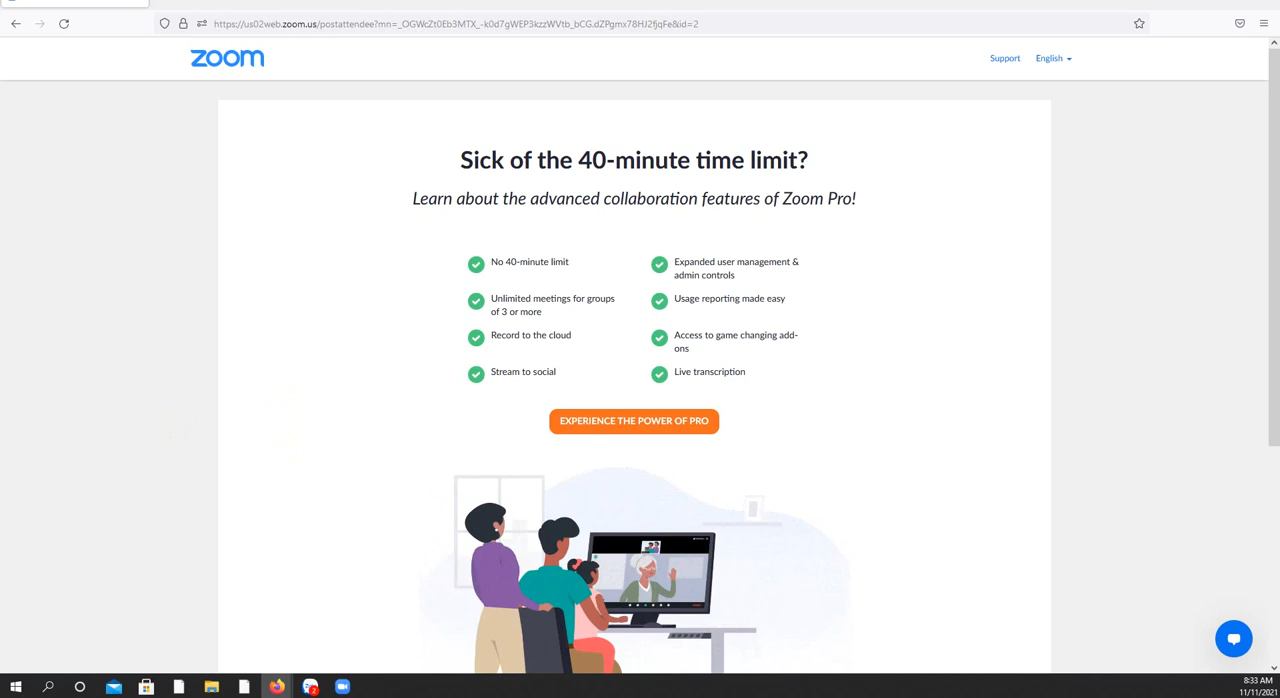 https://us02web.zoom.us/postattendee?mn=_OGWcZt0Eb3MTX_-k0d7gWEP3kzzWVtb_bCG.dZPgmx78HJ2fjqFe&id=2
zoom
Support
English
Sick of the 40-minute time limit?
Learn about the advanced collaboration features of Zoom Pro!
No 40-minute limit
Unlimited meetings for groups
of 3 or more
Record to the cloud
Stream to social
Expanded user management &
admin controls
Usage reporting made easy
Access to game changing add-
ons
Live transcription
EXPERIENCE THE POWER OF PRO
2
8:33 AM
11/11/2021